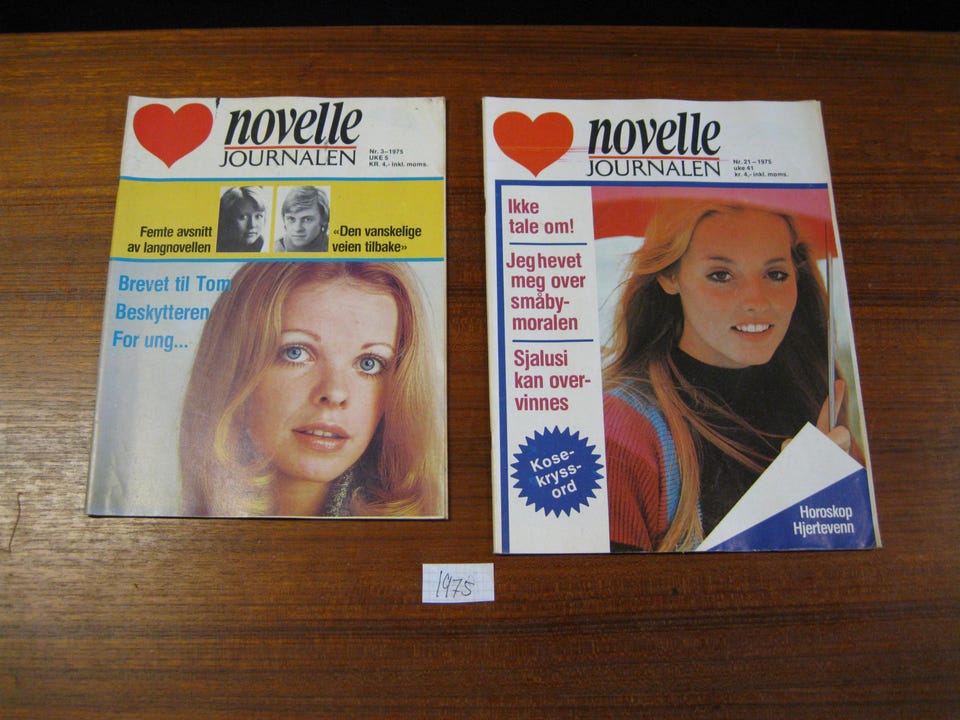 novelle
JOURNALEN
Nr. 3-1975
UKE 5
KR. 4,- inkl. moms.
Femte avsnitt
av langnovellen
«Den vanskelige
veien tilbake»
Brevet til Tom
Beskytteren
For ung...
novelle
JOURNALEN
Nr. 21-1975
uke 41
kr. 4,- inkl. moms.
Ikke
tale om!
Jeg hevet
meg over
småby-
moralen
Sjalusi
kan over-
vinnes
Kose-
kryss-
ord
Horoskop
Hjertevenn
1975